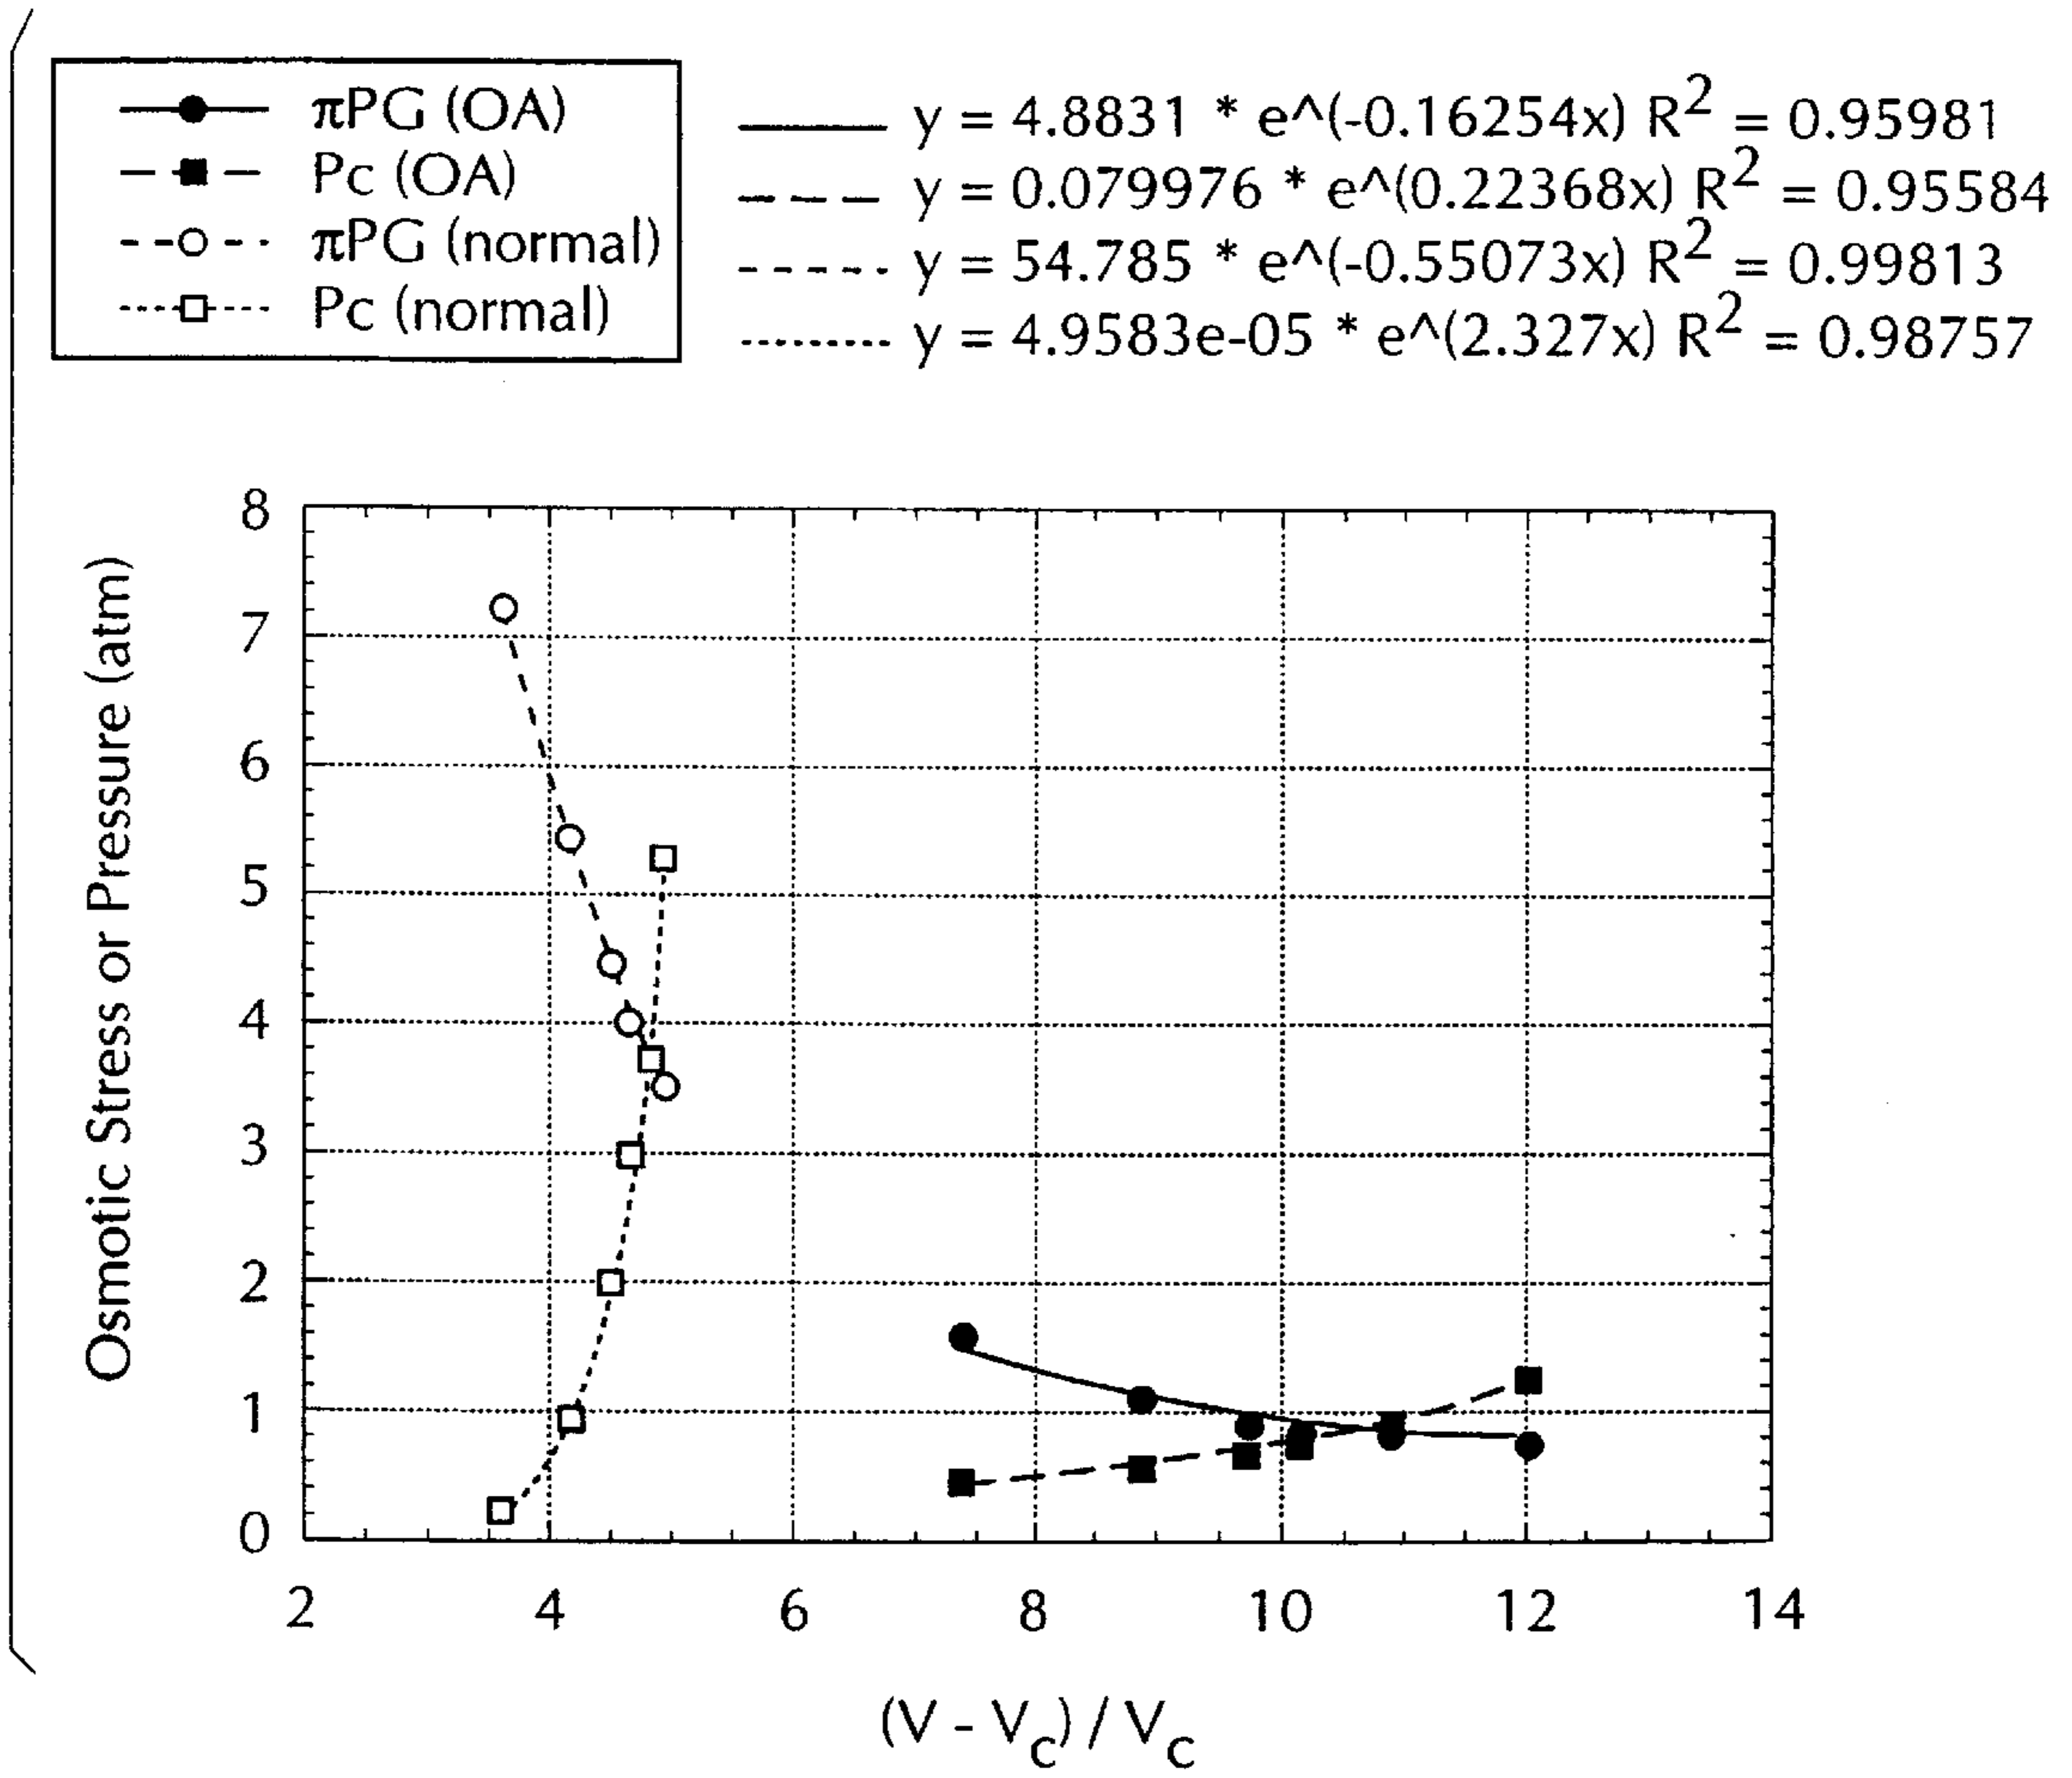 πPG (OA)
Pc (OA)
πPG (normal)
Pc (normal)
y = 4.8831 * e^(-0.16254x) R² = 0.95981
y = 0.079976 * e^(0.22368x) R² = 0.95584
y = 54.785 * e^(-0.55073x) R² = 0.99813
y = 4.9583e-05 * e^(2.327x) R² = 0.98757
Osmotic Stress or Pressure (atm)
8
7
6
5
4
3
2
1
0
2 4 6 8 10 12 14
(V - Vc) / Vc